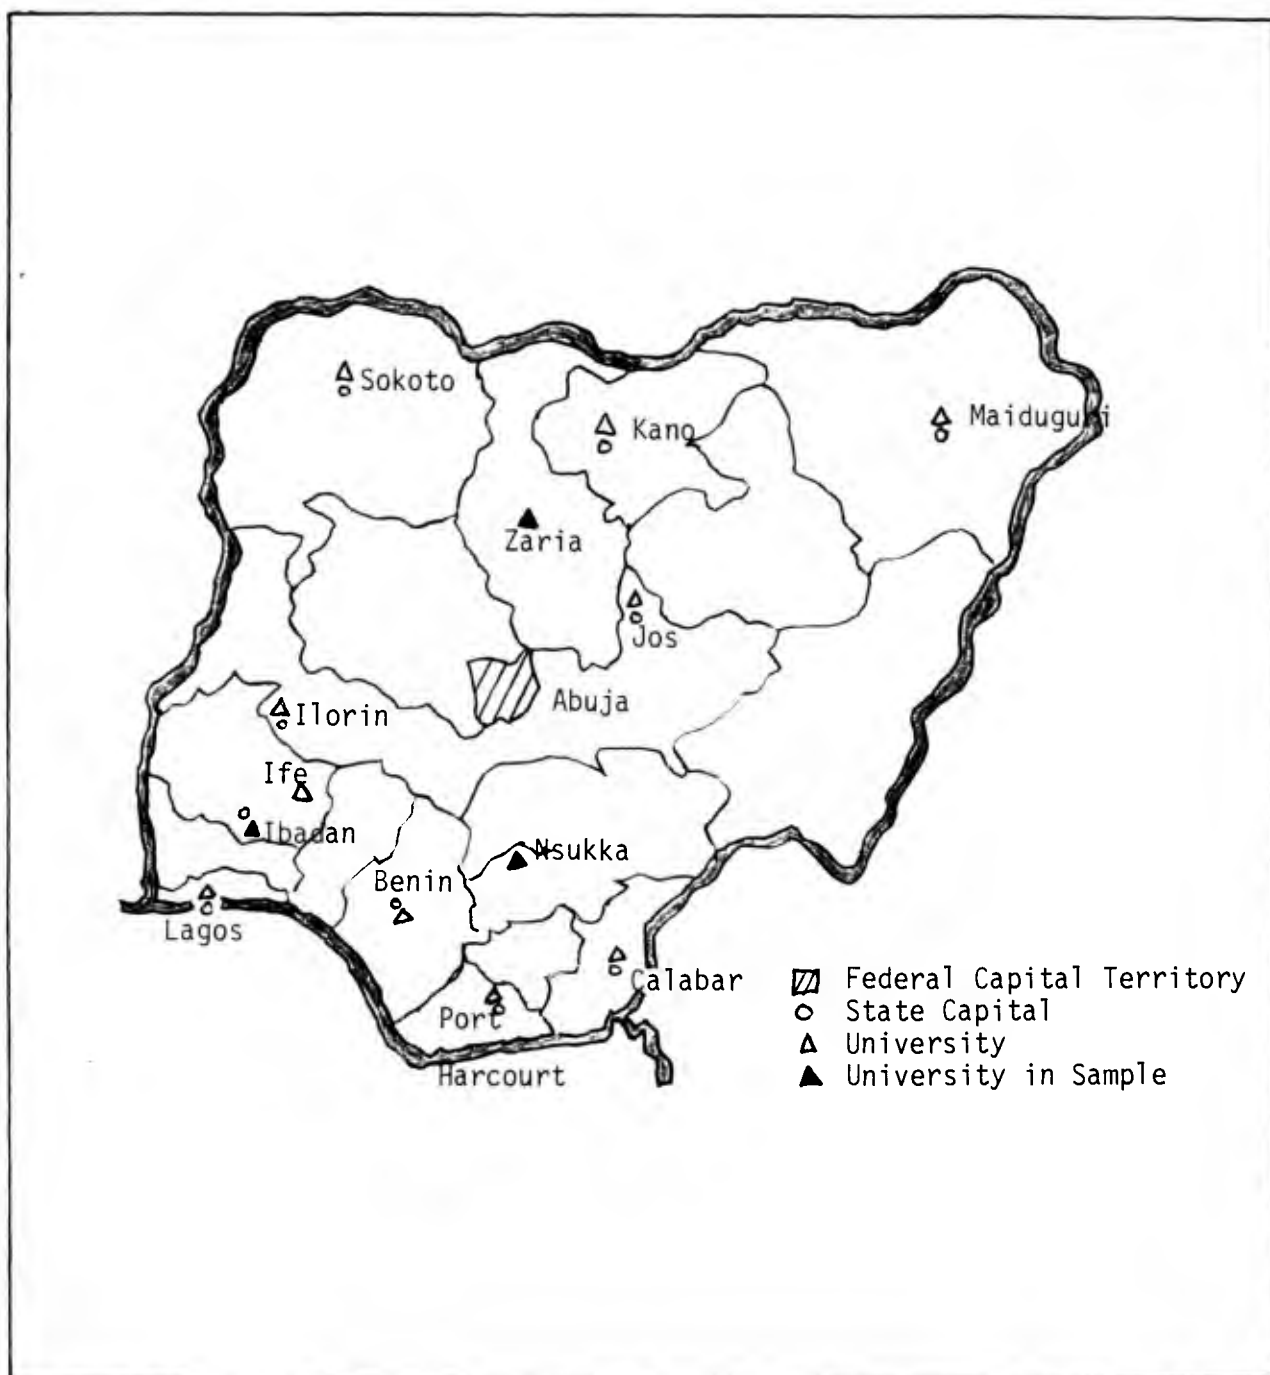 Sokoto
Kano
Maiduguri
Zaria
Jos
Abuja
Ilorin
Ife
Ibadan
Nsukka
Benin
Lagos
Calabar
Port
Harcourt
Federal Capital Territory
State Capital
University
University in Sample